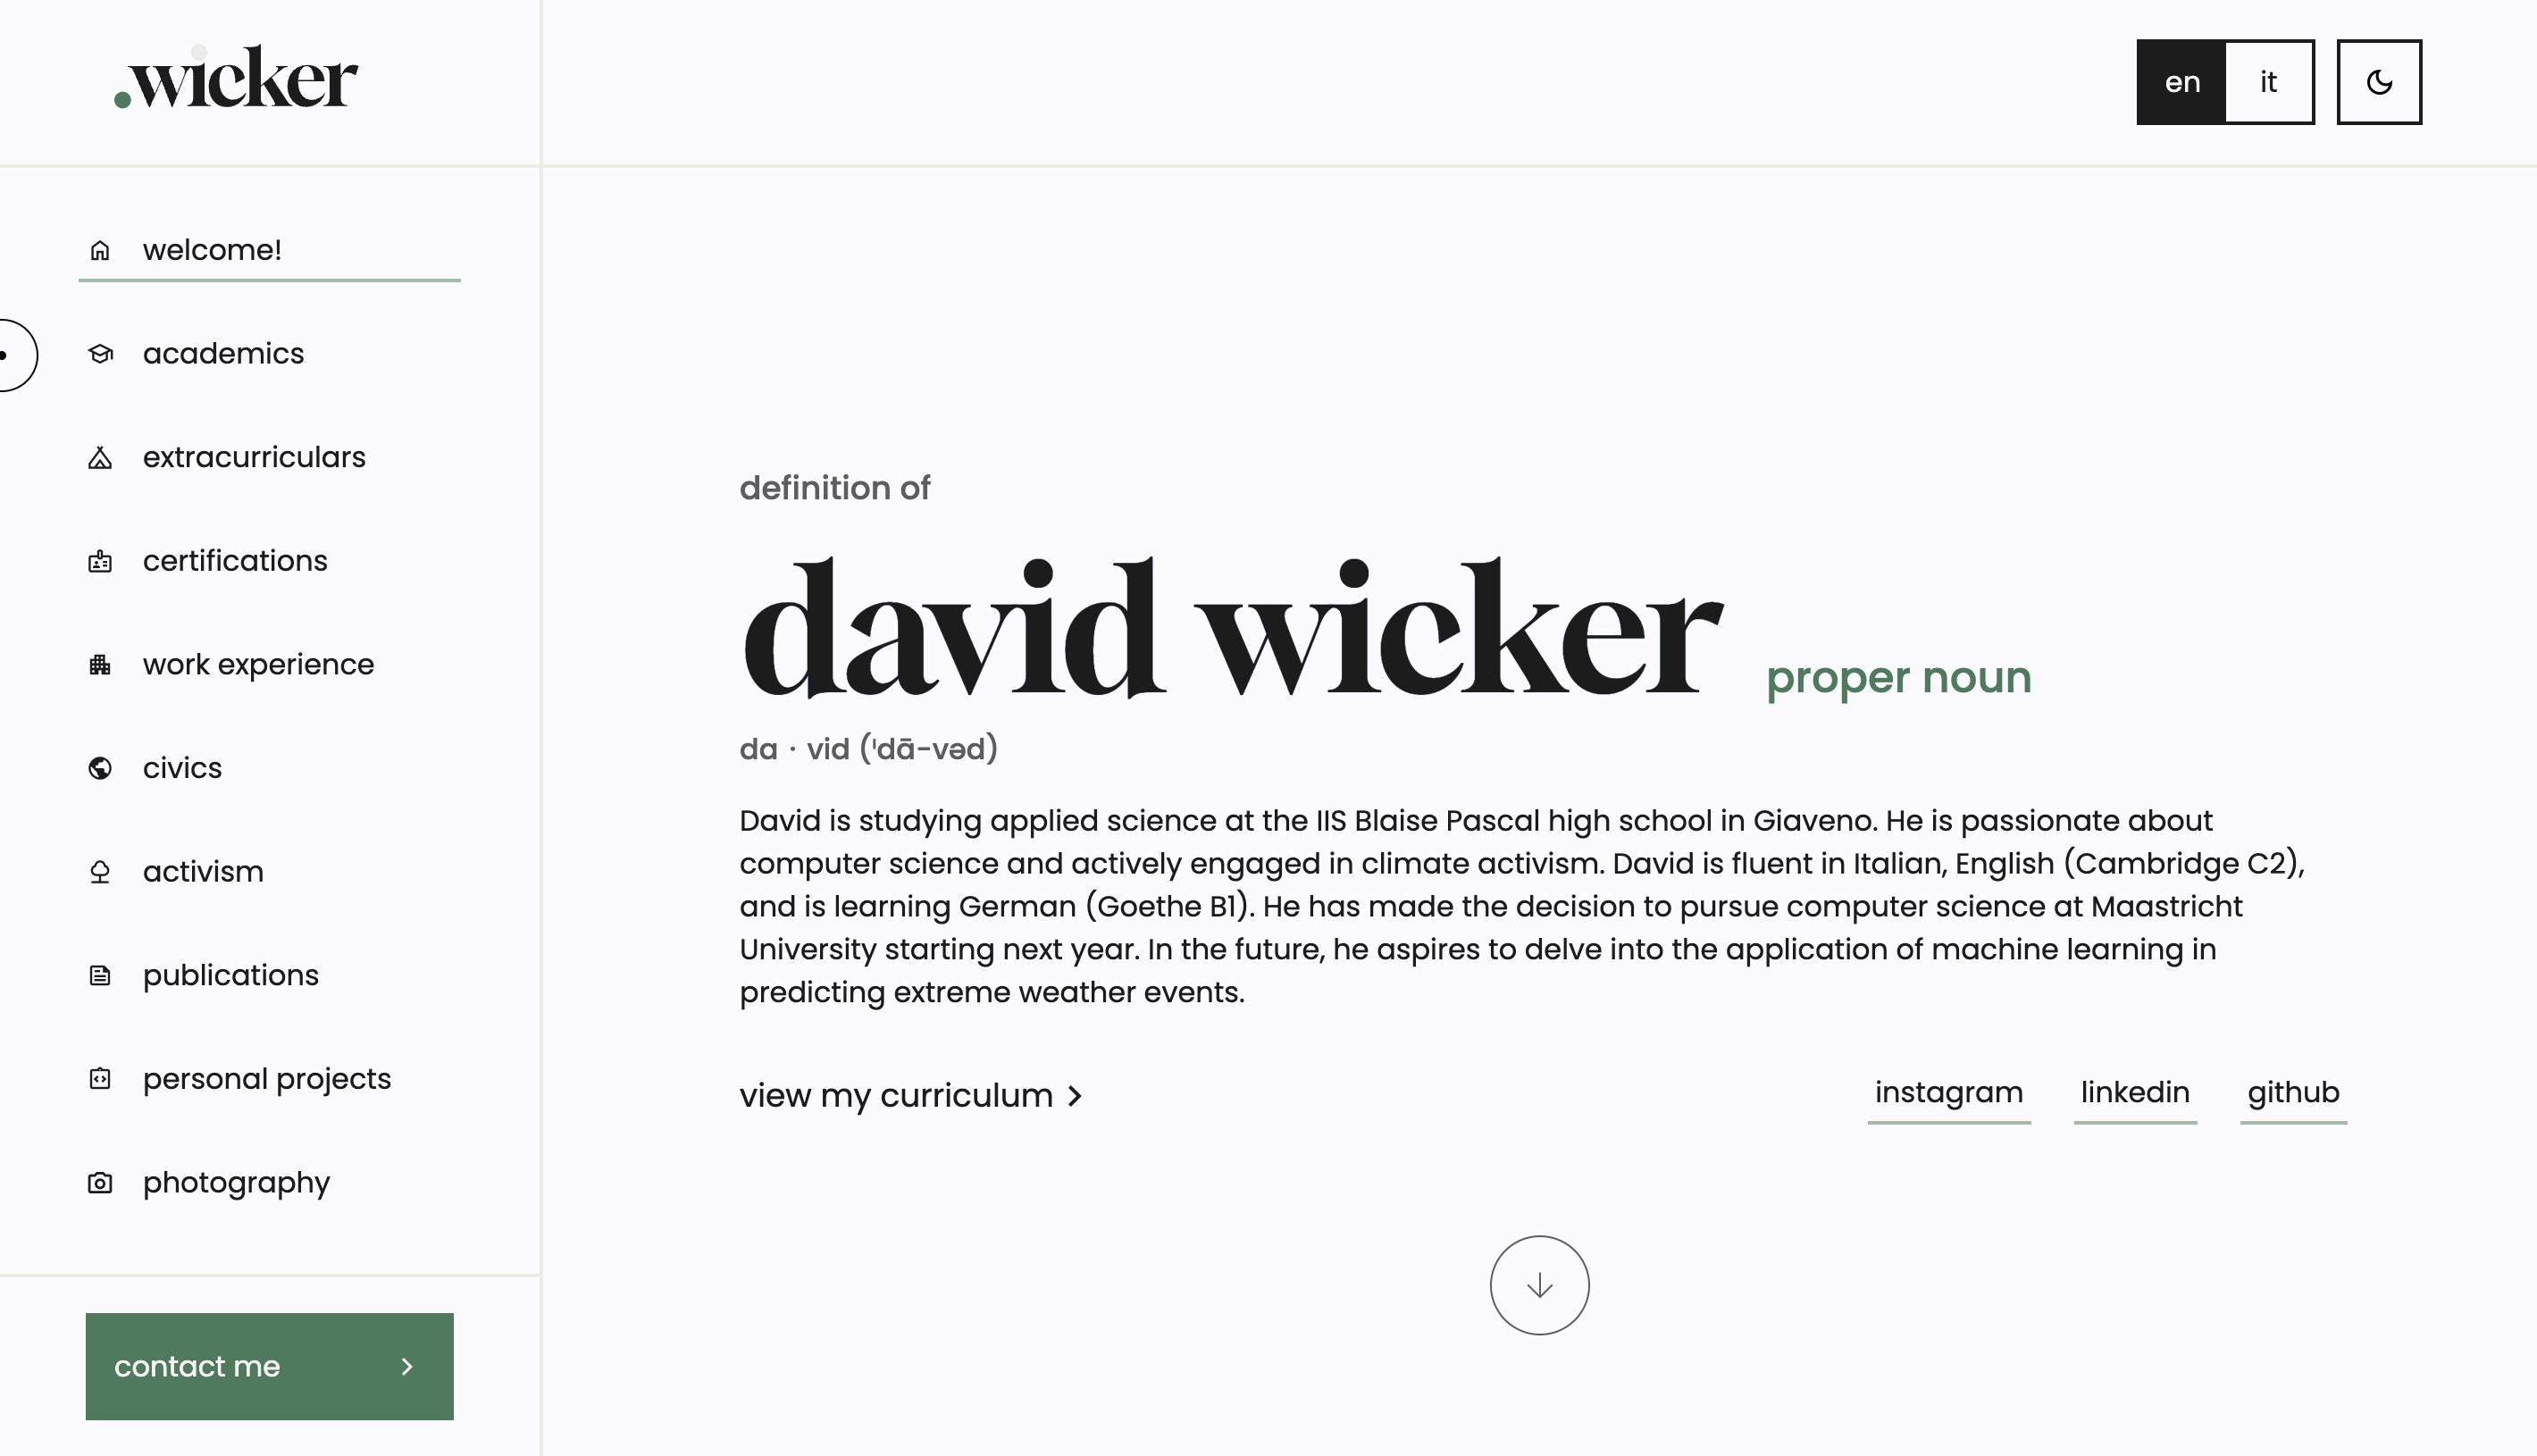 .wicker
en it
welcome!
academics
extracurriculars
certifications
work experience
civics
activism
publications
personal projects
photography
contact me
definition of
david wicker proper noun
da · vid (ˈdā-vəd)
David is studying applied science at the IIS Blaise Pascal high school in Giaveno. He is passionate about
computer science and actively engaged in climate activism. David is fluent in Italian, English (Cambridge C2),
and is learning German (Goethe B1). He has made the decision to pursue computer science at Maastricht
University starting next year. In the future, he aspires to delve into the application of machine learning in
predicting extreme weather events.
view my curriculum
instagram linkedin github